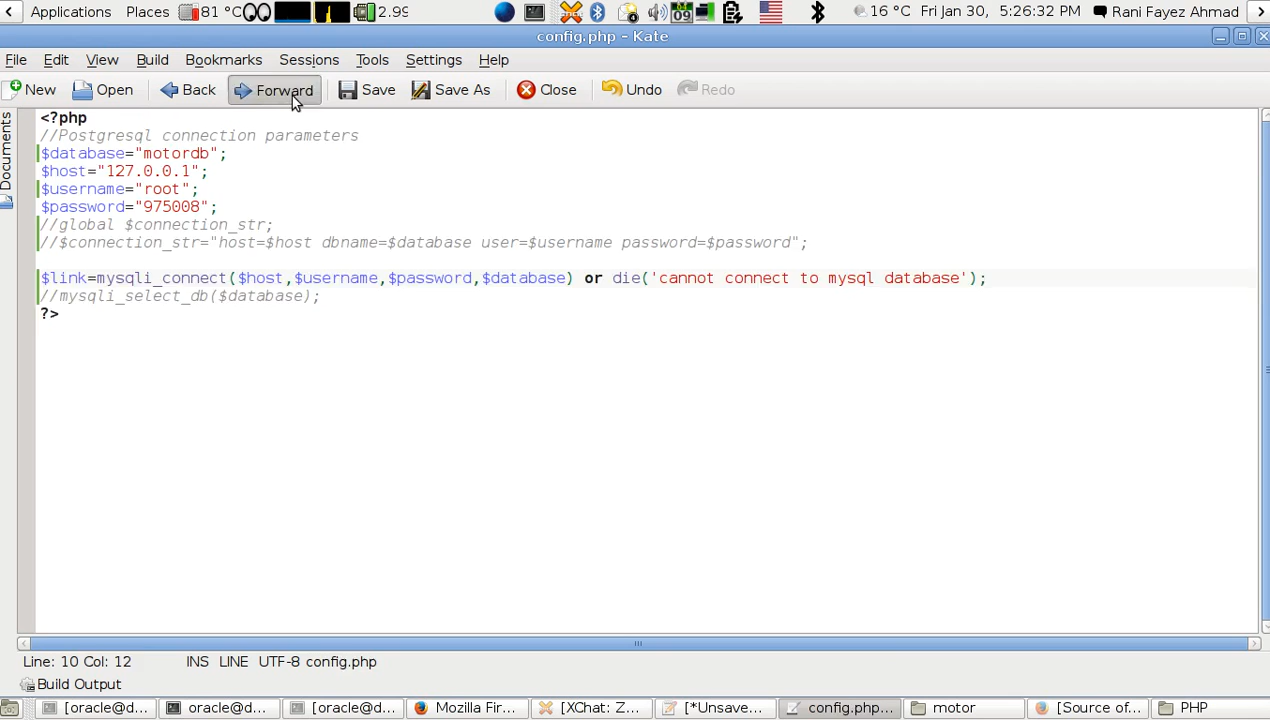 Applications Places 81 °C 2.99 16 °C Fri Jan 30, 5:26:32 PM Rani Fayez Ahmad
config.php - Kate
File Edit View Build Bookmarks Sessions Tools Settings Help
New Open Back Forward Save Save As Close Undo Redo
Documents
<?php
//Postgresql connection parameters
$database="motordb";
$host="127.0.0.1";
$username="root";
$password="975008";
//global $connection_str;
//$connection_str="host=$host dbname=$database user=$username password=$password";
$link=mysqli_connect($host,$username,$password,$database) or die('cannot connect to mysql database');
//mysqli_select_db($database);
?>
Line: 10 Col: 12 INS LINE UTF-8 config.php
Build Output
[oracle@d... oracle@d... [oracle@d... Mozilla Fir... [XChat: Z... [*Unsave... config.php... motor [Source of... PHP